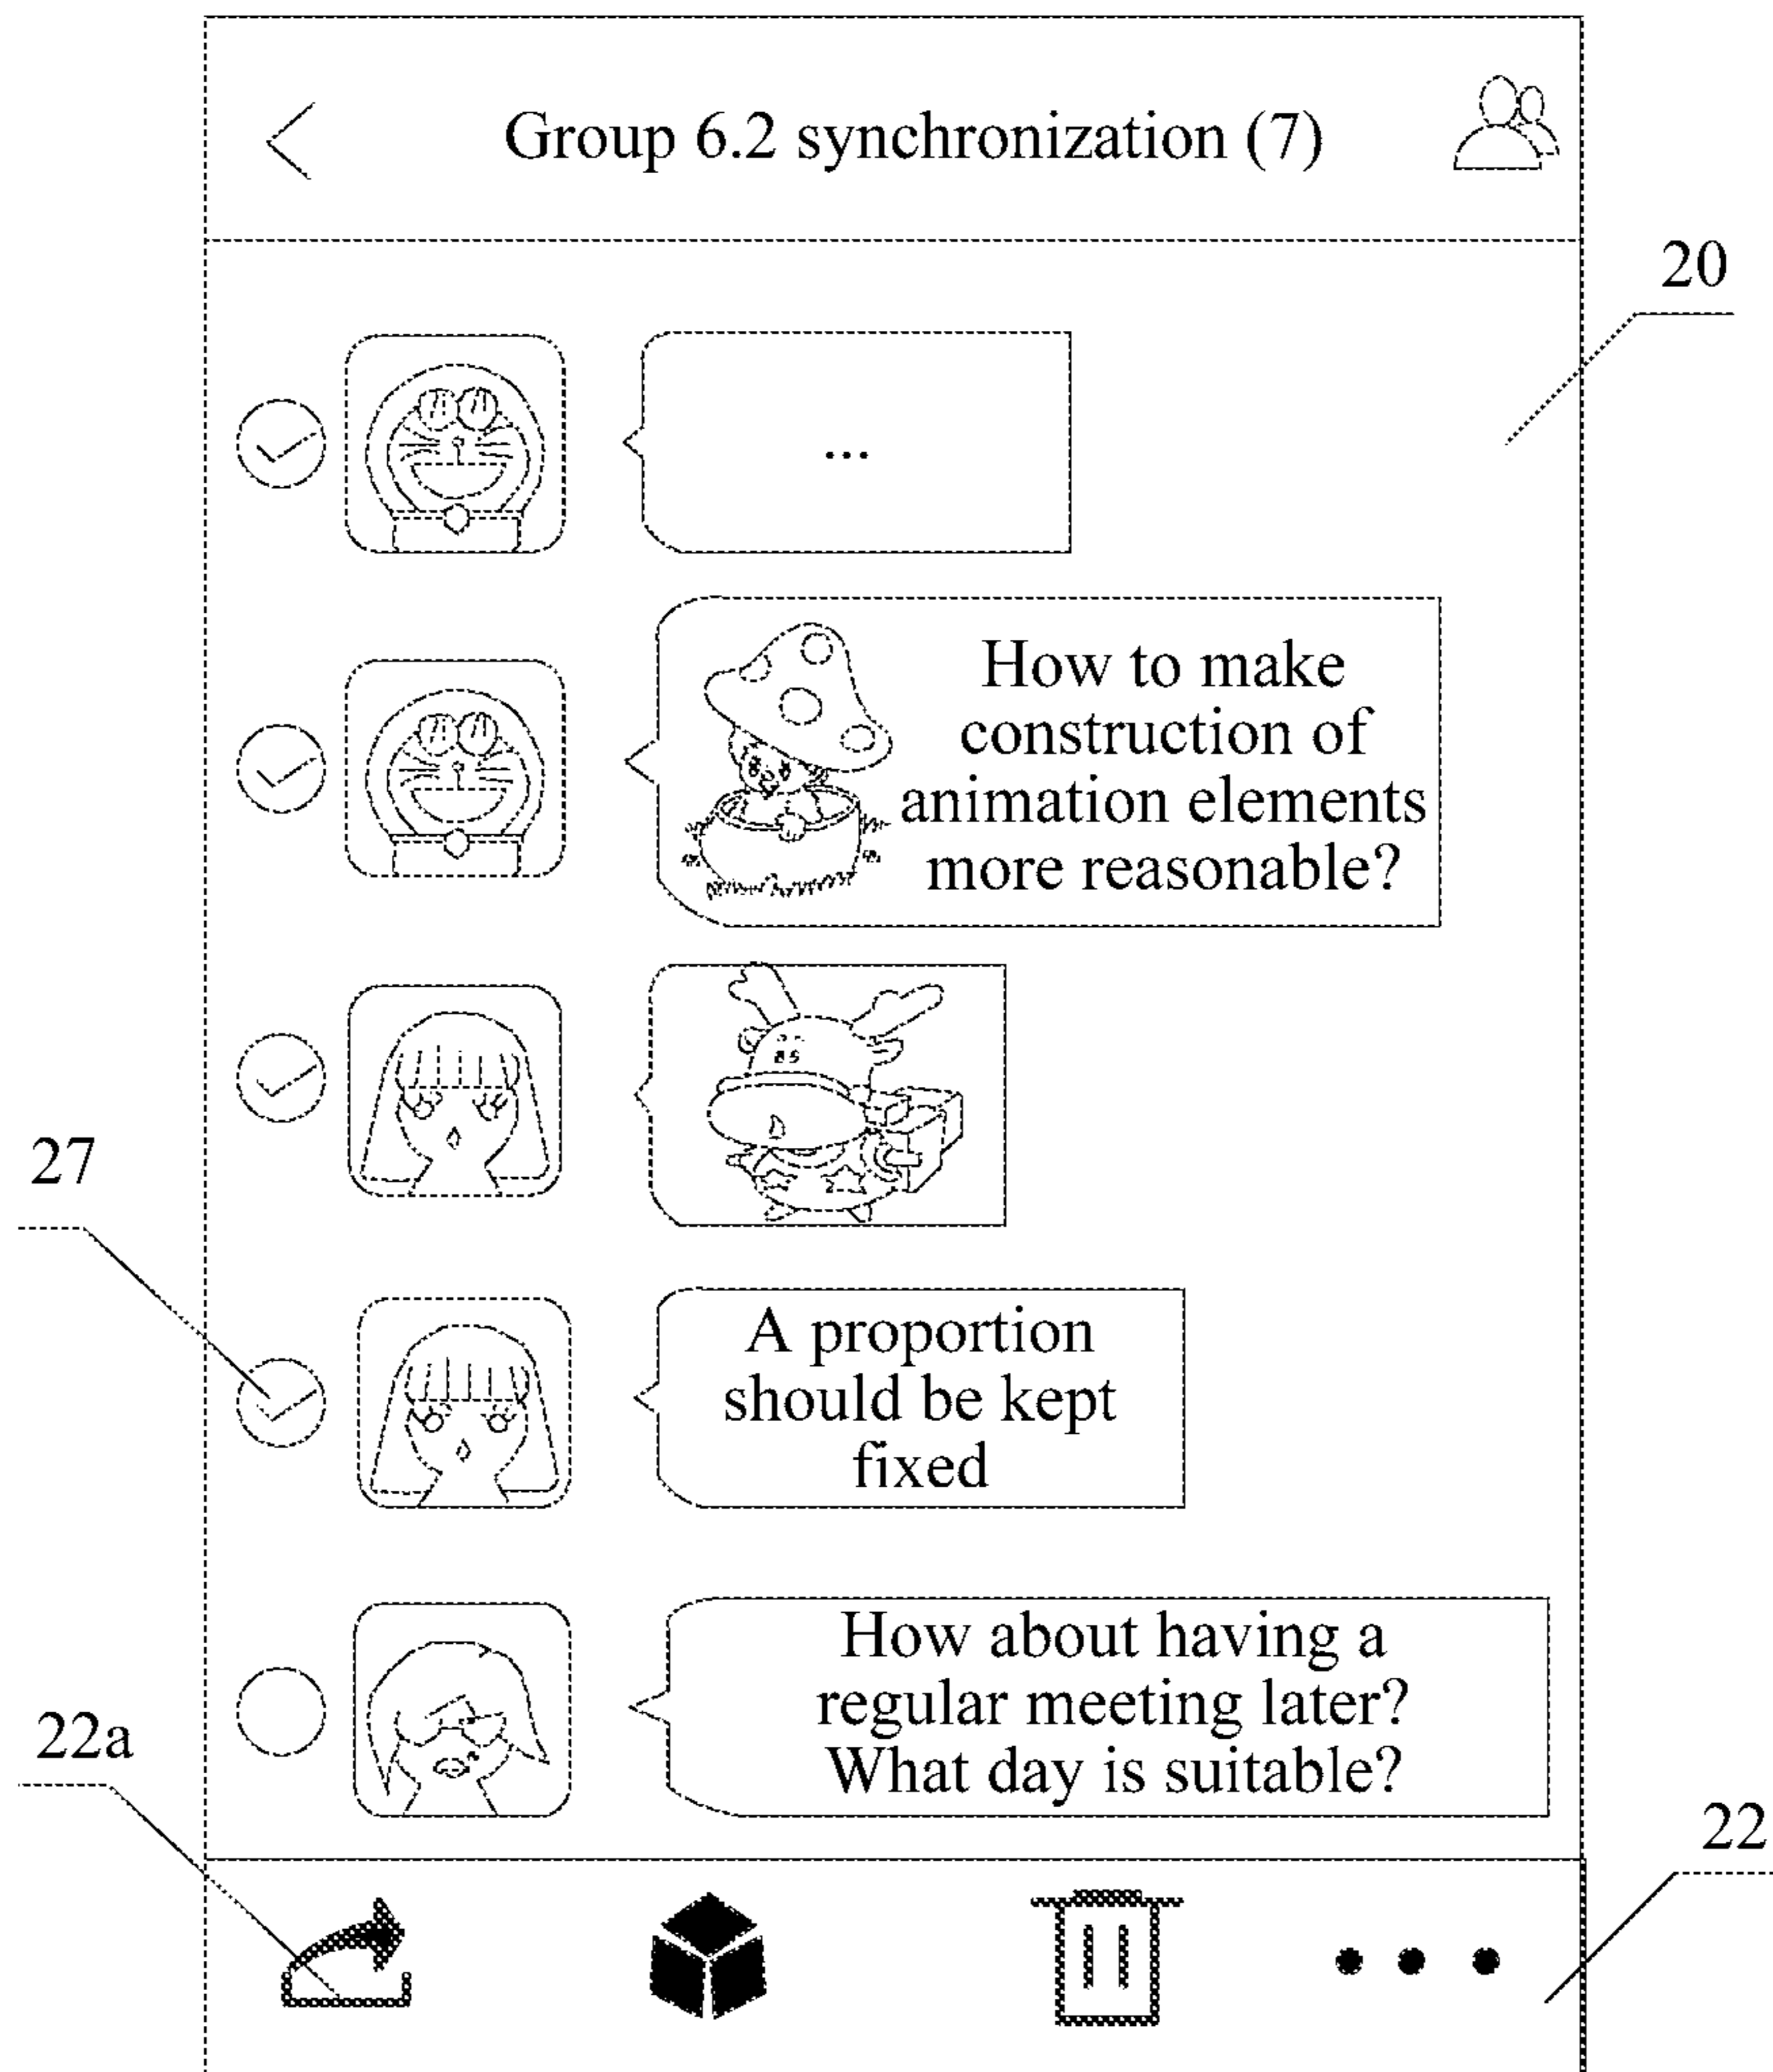 Group 6.2 synchronization (7)
20
...
How to make
construction of
animation elements
more reasonable?
27
A proportion
should be kept
fixed
How about having a
regular meeting later?
What day is suitable?
22a
22